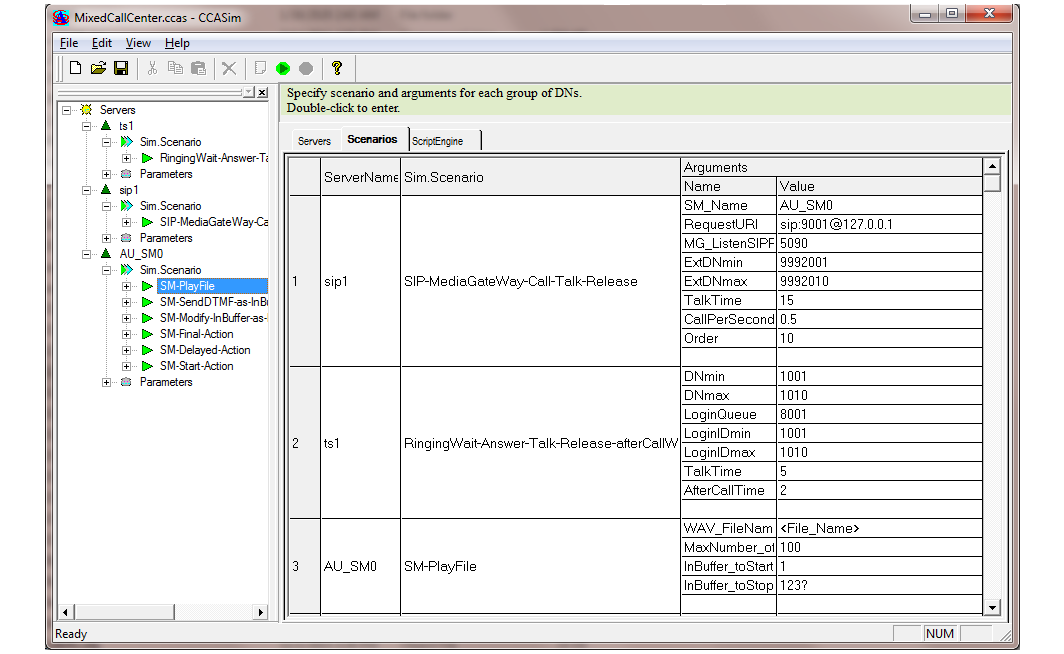 MixedCallCenter.ccas - CCASim
File Edit View Help
Specify scenario and arguments for each group of DNs.
Double-click to enter.
Servers
ts1
Sim.Scenario
RingingWait-Answer-Ta
Parameters
sip1
Sim.Scenario
SIP-MediaGateWay-Ca
Parameters
AU_SM0
Sim.Scenario
SM-PlayFile
SM-SendDTMF-as-InBu
SM-Modify-InBuffer-as-
SM-Final-Action
SM-Delayed-Action
SM-Start-Action
Parameters
Servers Scenarios ScriptEngine
ServerName Sim.Scenario Arguments
Name Value
1 sip1 SIP-MediaGateWay-Call-Talk-Release
SM_Name AU_SM0
RequestURI sip:9001@127.0.0.1
MG_ListenSIPP 5090
ExtDNmin 9992001
ExtDNmax 9992010
TalkTime 15
CallPerSecond 0.5
Order 10
2 ts1 RingingWait-Answer-Talk-Release-afterCallW
DNmin 1001
DNmax 1010
LoginQueue 8001
LoginIDmin 1001
LoginIDmax 1010
TalkTime 5
AfterCallTime 2
3 AU_SM0 SM-PlayFile
WAV_FileNam <File_Name>
MaxNumber_of 100
InBuffer_toStart 1
InBuffer_toStop 123?
Ready NUM